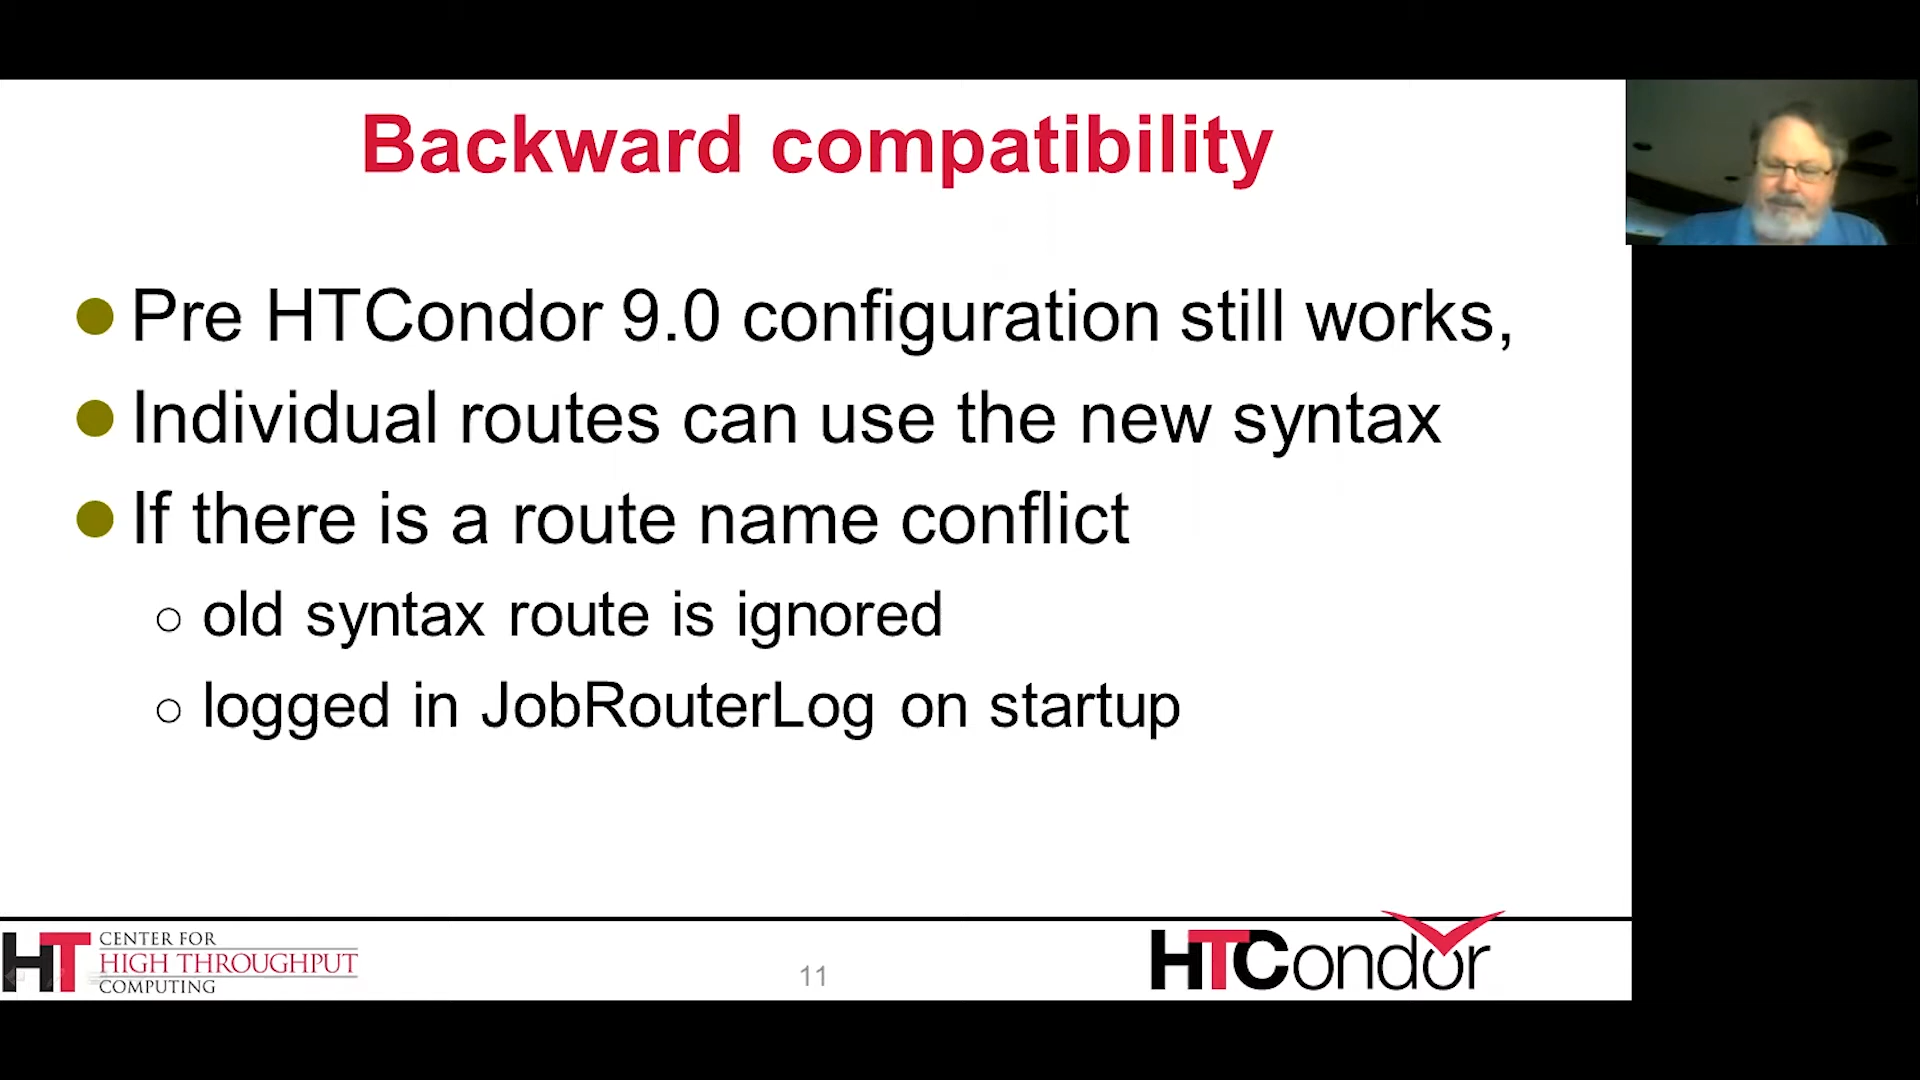 Backward compatibility
Pre HTCondor 9.0 configuration still works,
Individual routes can use the new syntax
If there is a route name conflict
old syntax route is ignored
logged in JobRouterLog on startup
HT CENTER FOR
HIGH THROUGHPUT
COMPUTING
11
HTCondor